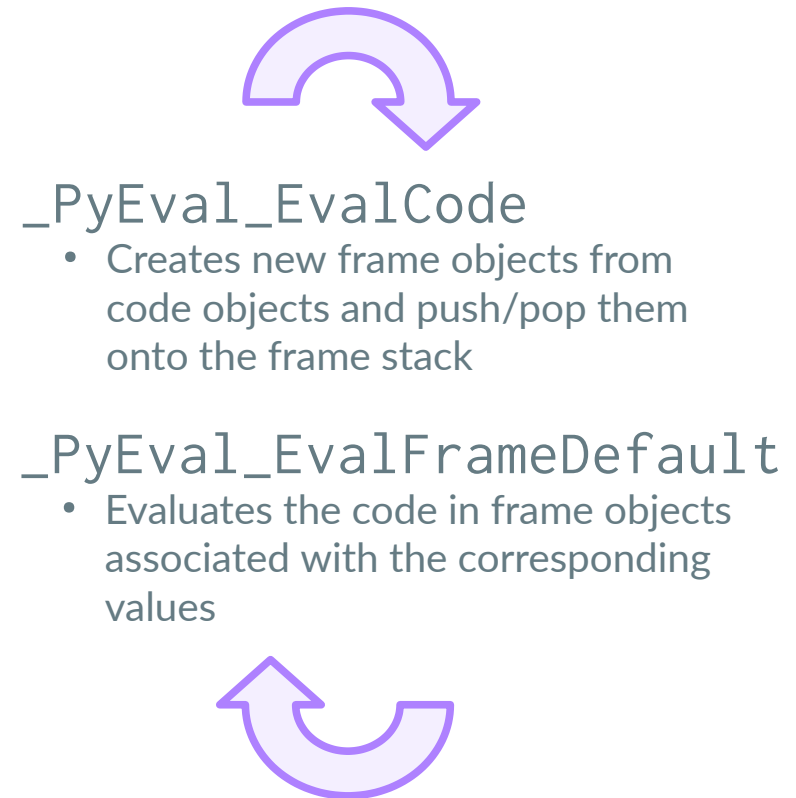 _PyEval_EvalCode
• Creates new frame objects from
code objects and push/pop them
onto the frame stack
_PyEval_EvalFrameDefault
• Evaluates the code in frame objects
associated with the corresponding
values